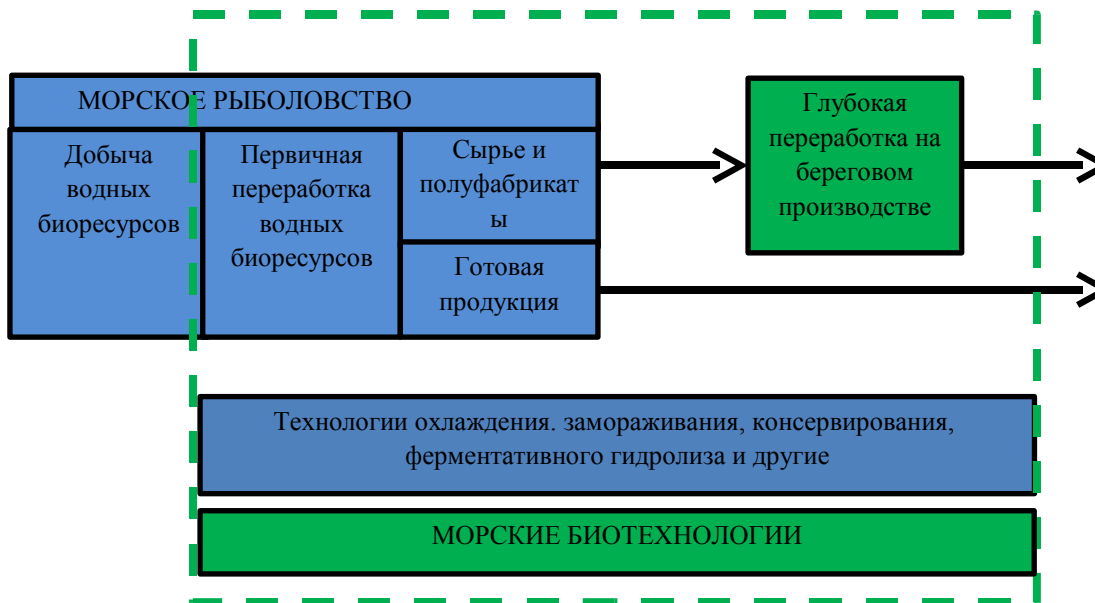 МОРСКОЕ РЫБОЛОВСТВО
Добыча
водных
биоресурсов
Первичная
переработка
водных
биоресурсов
Сырье и
полуфабрикат
ы
Готовая
продукция
Глубокая
переработка на
береговом
производстве
Технологии охлаждения. замораживания, консервирования,
ферментативного гидролиза и другие
МОРСКИЕ БИОТЕХНОЛОГИИ